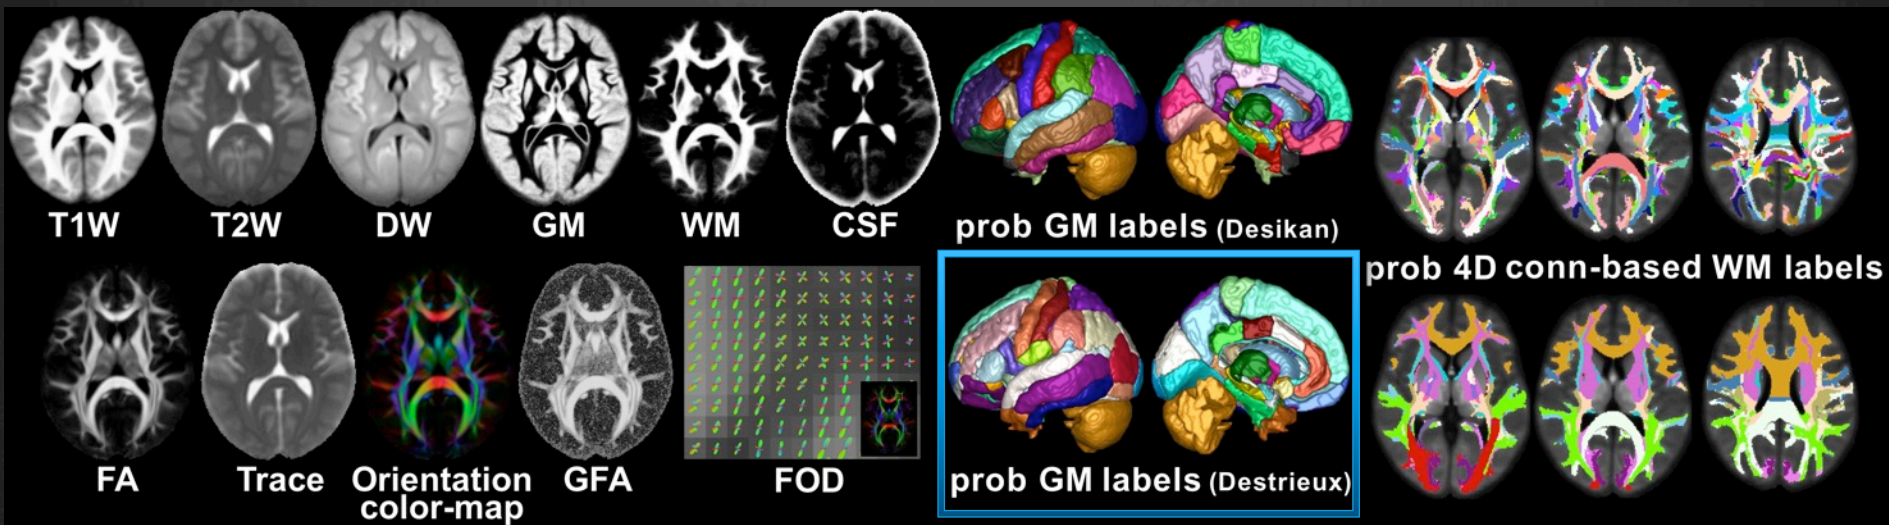 T1W
T2W
DW
GM
WM
CSF
prob GM labels (Desikan)
prob 4D conn-based WM labels
FA
Trace
Orientation
color-map
GFA
FOD
prob GM labels (Destrieux)